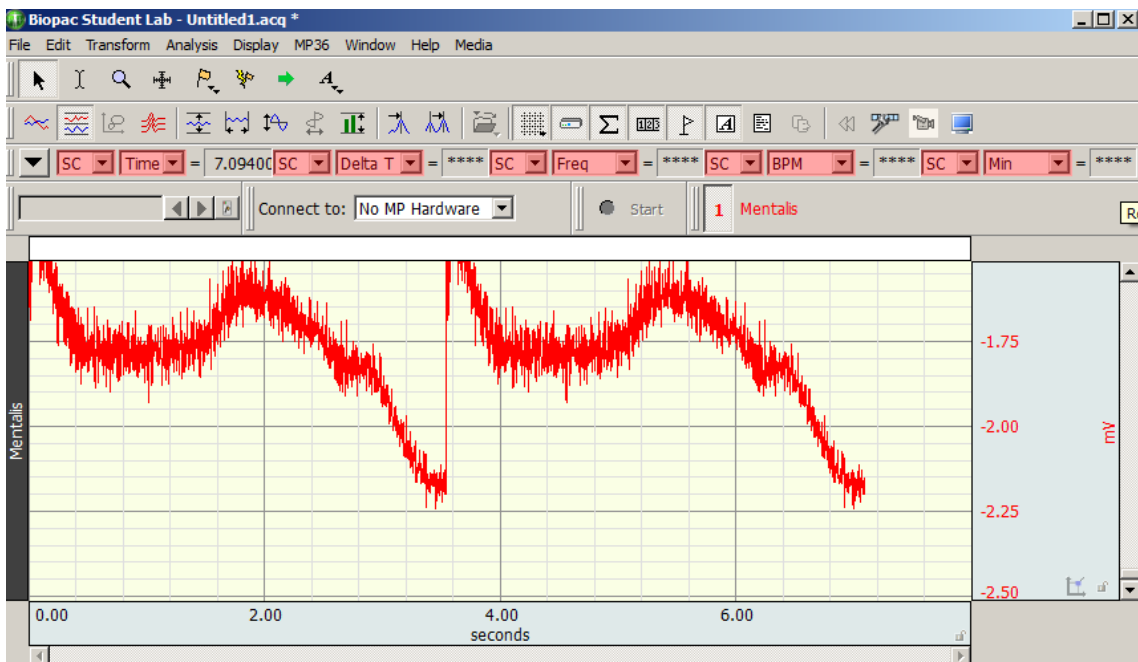 Biopac Student Lab - Untitled1.acq *
File Edit Transform Analysis Display MP36 Window Help Media
SC Time = 7.0940 SC Delta T = **** SC Freq = **** SC BPM = **** SC Min = ****
Connect to: No MP Hardware Start 1 Mentalis
Mentalis
-1.75
-2.00
mV
-2.25
-2.50
0.00 2.00 4.00 6.00
seconds